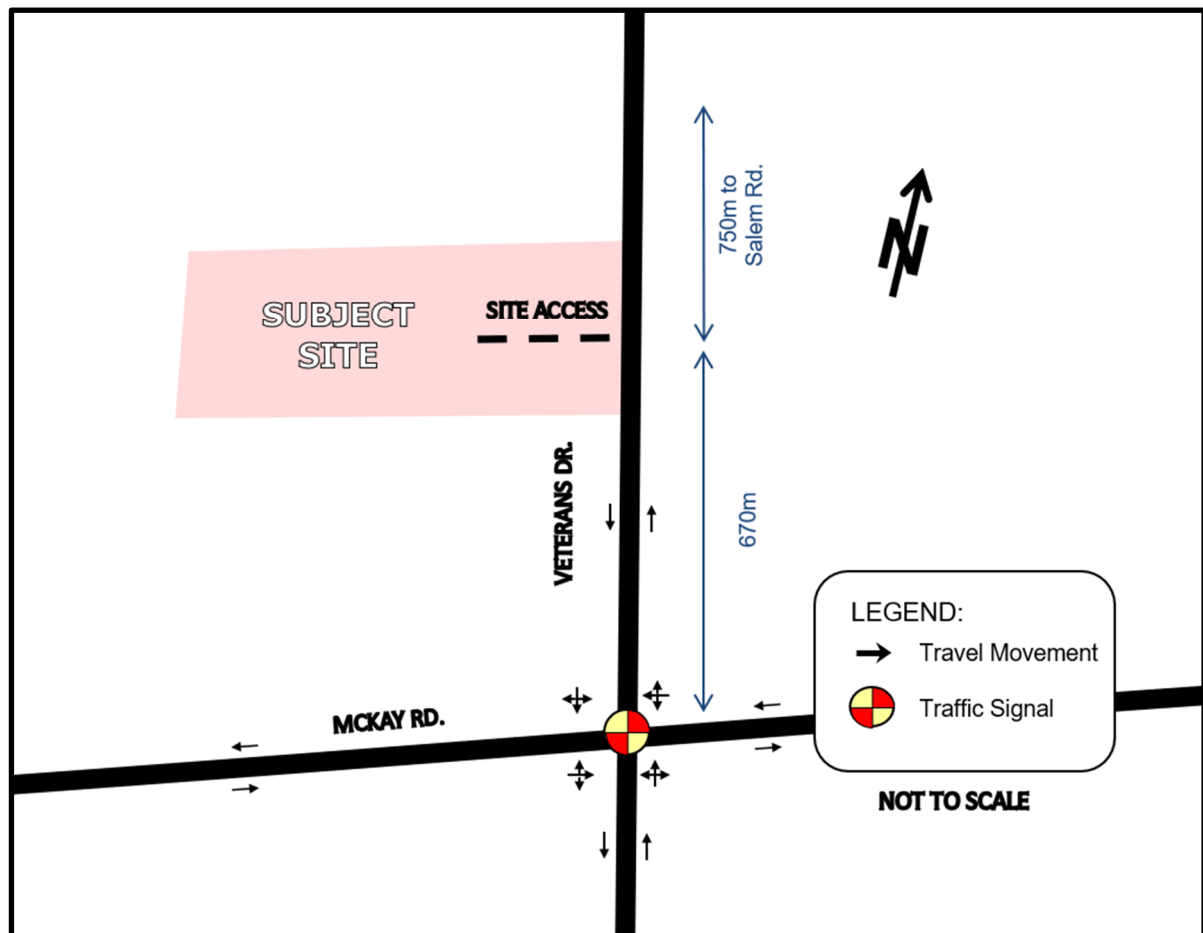 750m to
Salem Rd.
N
SITE ACCESS
SUBJECT
SITE
VETERANS DR.
670m
LEGEND:
Travel Movement
Traffic Signal
MCKAY RD.
NOT TO SCALE